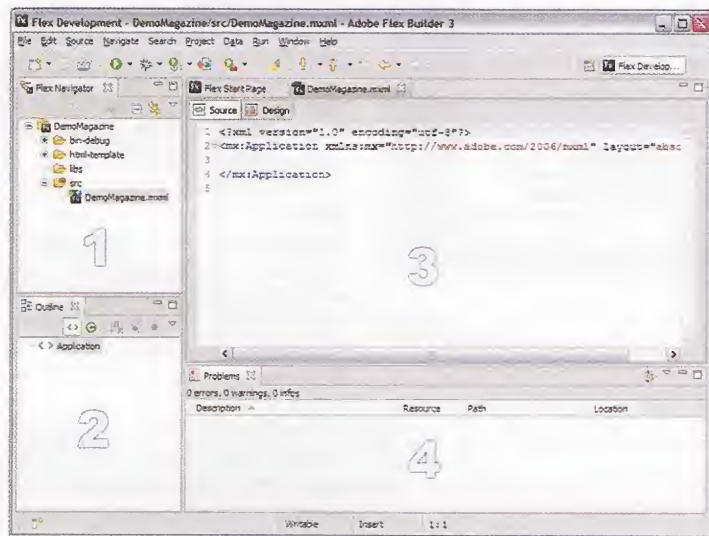 Flex Development - DemoMagazine/src/DemoMagazine.mxml - Adobe Flex Builder 3
File Edit Source Navigate Search Project Data Run Window Help
Flex Develop...
Flex Navigator
DemoMagazine
bin-debug
html-template
libs
src
DemoMagazine.mxml
1
Flex Start Page
DemoMagazine.mxml
Source Design
1 <?xml version="1.0" encoding="utf-8"?>
2 <mx:Application xmlns:mx="http://www.adobe.com/2006/mxml" layout="absc
3
4 </mx:Application>
5
3
Outline
< > Application
2
Problems
0 errors, 0 warnings, 0 infos
Description Resource Path Location
4
Writable Insert 1:1